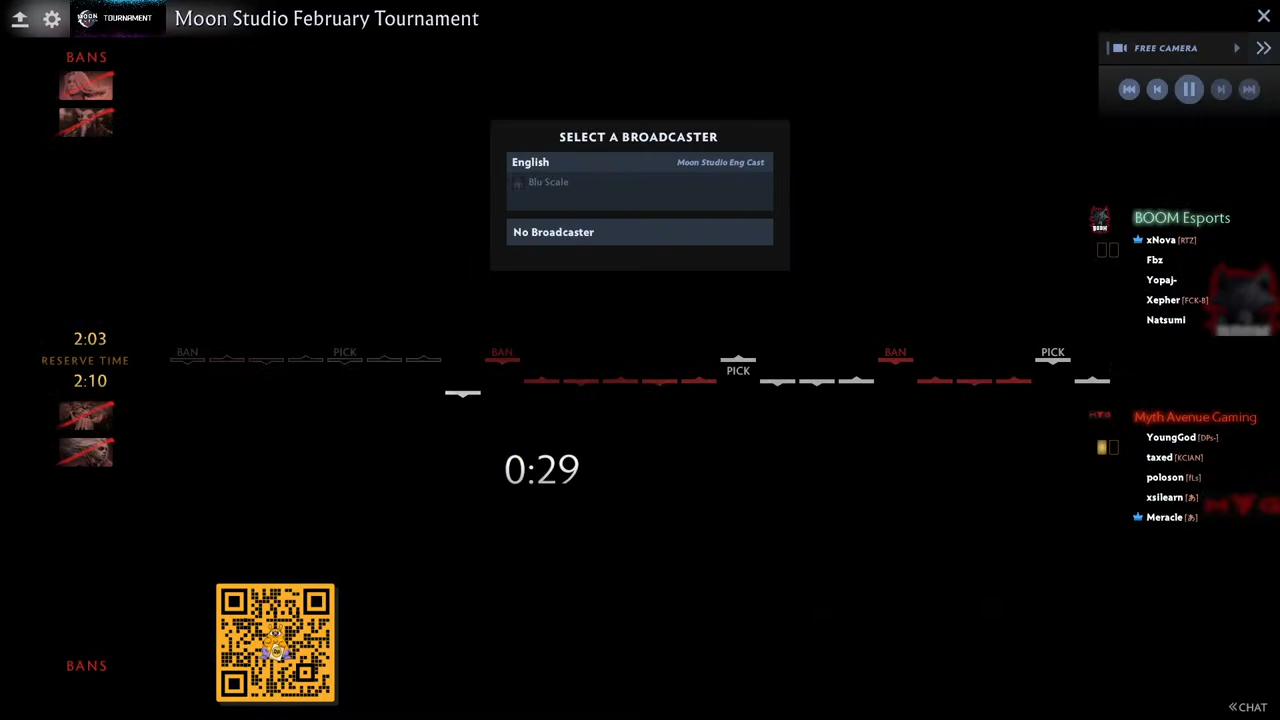 TOURNAMENT
Moon Studio February Tournament
BANS
FREE CAMERA
SELECT A BROADCASTER
English
Moon Studio Eng Cast
Blu Scale
No Broadcaster
BOOM Esports
xNova [RTZ]
Fbz
Yopaj-
Xepher [FCK-B]
Natsumi
2:03
RESERVE TIME
2:10
BAN
PICK
BAN
PICK
BAN
PICK
Myth Avenue Gaming
YoungGod [DPs-]
taxed [KCIAN]
poloson [fLs]
xsilearn [あ]
Meracle [あ]
0:29
BANS
CHAT